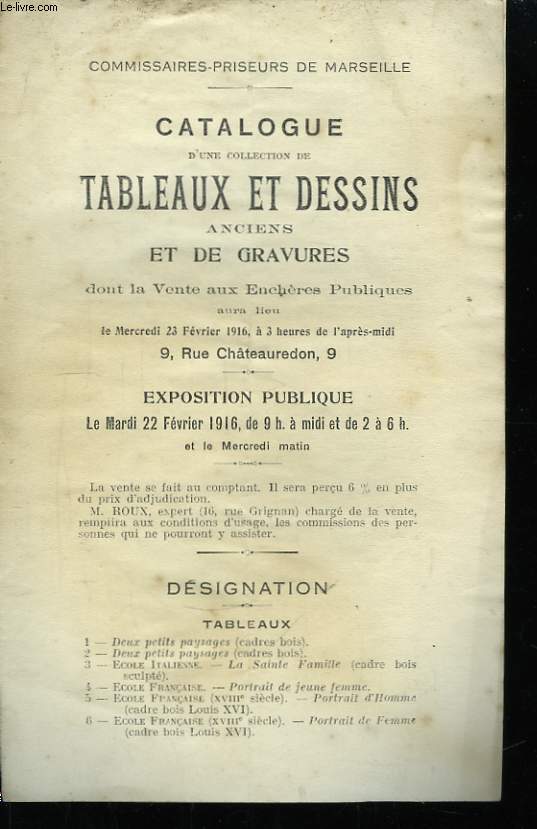 Le-livre.com
COMMISSAIRES-PRISEURS DE MARSEILLE
CATALOGUE
D'UNE COLLECTION DE
TABLEAUX ET DESSINS
ANCIENS
ET DE GRAVURES
dont la Vente aux Enchères Publiques
aura lieu
le Mercredi 23 Février 1916, à 3 heures de l'après-midi
9, Rue Châteauredon, 9
EXPOSITION PUBLIQUE
Le Mardi 22 Février 1916, de 9 h. à midi et de 2 à 6 h.
et le Mercredi matin
La vente se fait au comptant. Il sera perçu 6 % en plus
du prix d'adjudication.
M. ROUX, expert (16, rue Grignan) chargé de la vente,
remplira aux conditions d'usage, les commissions des per-
sonnes qui ne pourront y assister.
DÉSIGNATION
TABLEAUX
1 — Deux petits paysages (cadres bois).
2 — Deux petits paysages (cadres bois).
3 — ECOLE ITALIENNE. — La Sainte Famille (cadre bois
sculpté).
4 — ECOLE FRANÇAISE. — Portrait de jeune femme.
5 — ECOLE FRANÇAISE (XVIIIe siècle). — Portrait d'Homme
(cadre bois Louis XVI).
6 — ECOLE FRANÇAISE (XVIIIe siècle). — Portrait de Femme
(cadre bois Louis XVI).